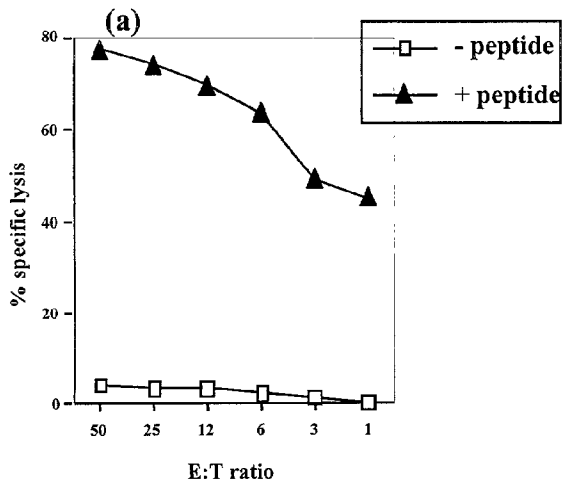 (a)
- peptide
+ peptide
80
60
40
20
0
% specific lysis
50 25 12 6 3 1
E:T ratio